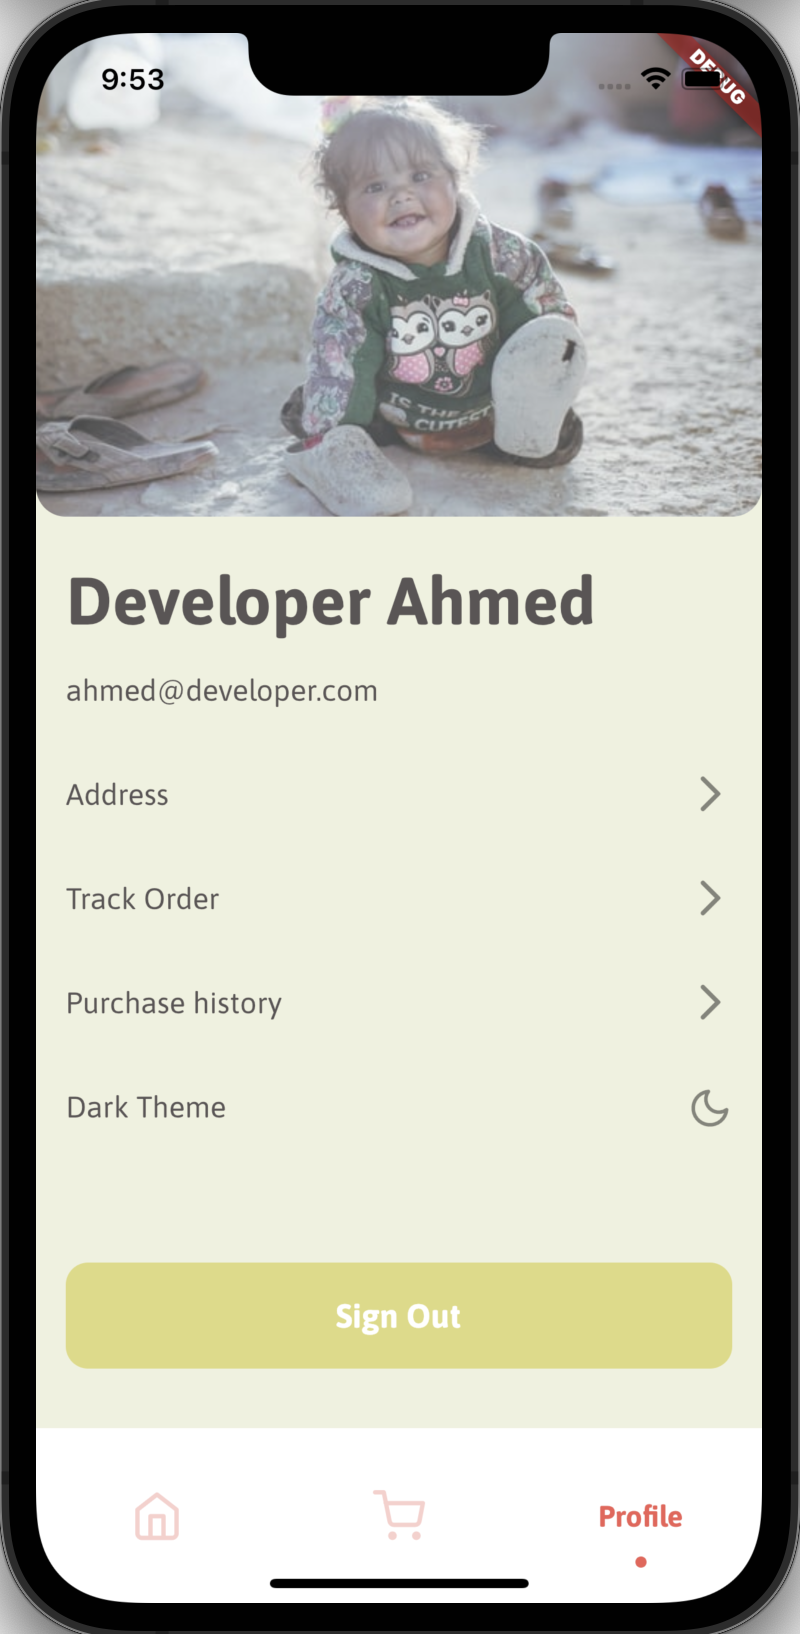 9:53
DEBUG
IS THE
CUTEST
Developer Ahmed
ahmed@developer.com
Address
Track Order
Purchase history
Dark Theme
Sign Out
Profile